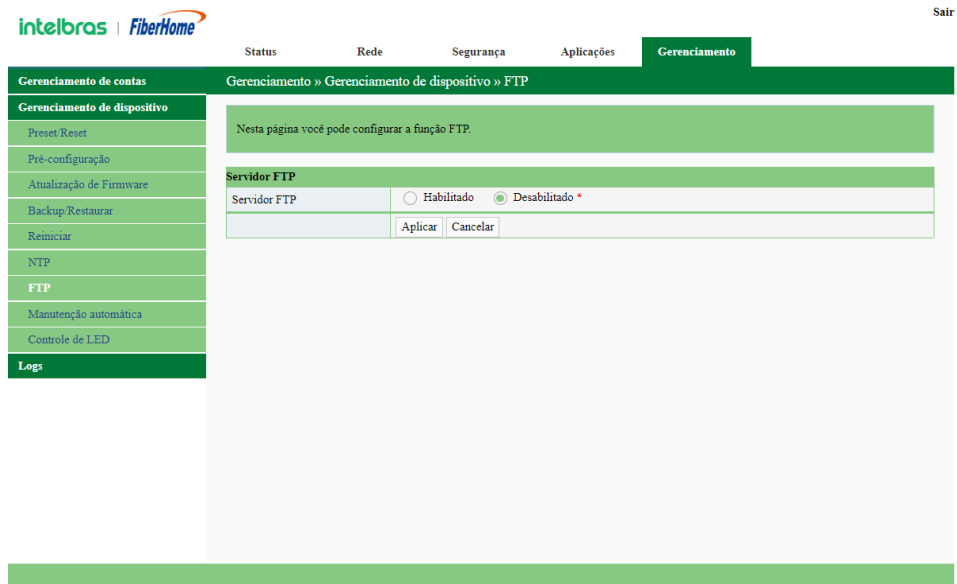 Sair
intelbras | FiberHome
Status Rede Segurança Aplicações Gerenciamento
Gerenciamento de contas
Gerenciamento » Gerenciamento de dispositivo » FTP
Gerenciamento de dispositivo
Preset/Reset
Pré-configuração
Atualização de Firmware
Backup/Restaurar
Reiniciar
NTP
FTP
Manutenção automática
Controle de LED
Logs
Nesta página você pode configurar a função FTP.
Servidor FTP
Servidor FTP Habilitado Desabilitado *
Aplicar Cancelar